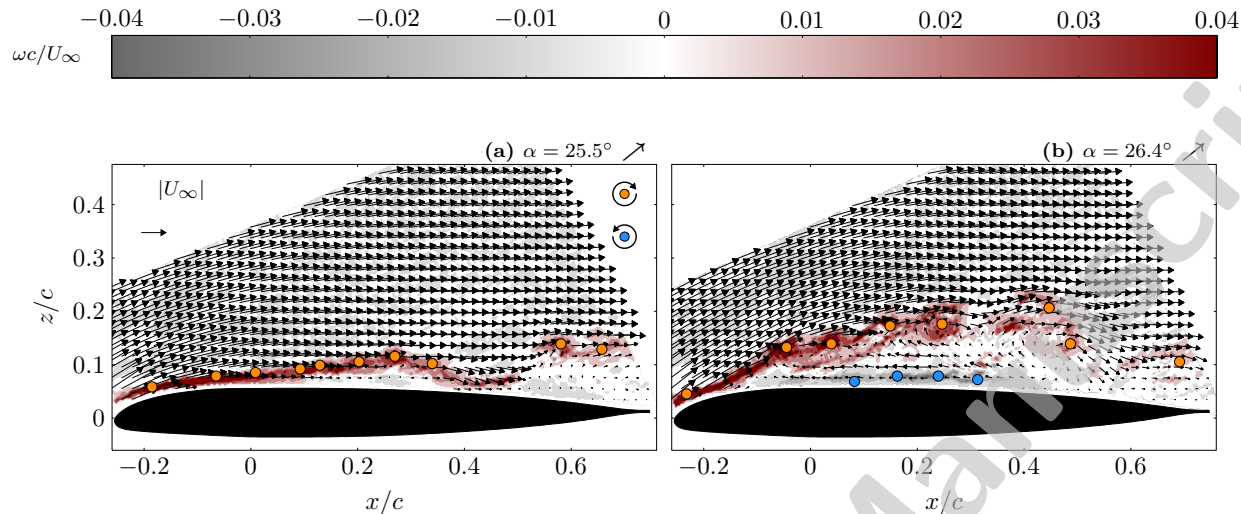 −0.04 −0.03 −0.02 −0.01 0 0.01 0.02 0.03 0.04
ωc/U∞
(a) α = 25.5° (b) α = 26.4°
|U∞|
0.4
0.3
0.2
0.1
0
z/c
−0.2 0 0.2 0.4 0.6 −0.2 0 0.2 0.4 0.6
x/c x/c
Manuscri